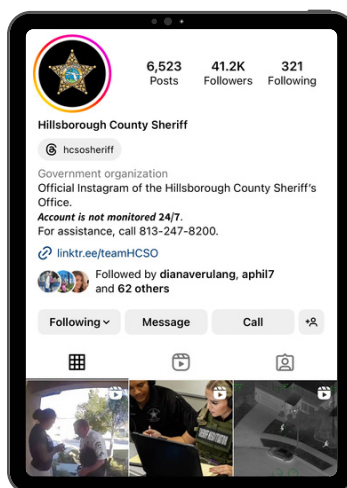 6,523
Posts
41.2K
Followers
321
Following
Hillsborough County Sheriff
hcsosheriff
Government organization
Official Instagram of the Hillsborough County Sheriff's
Office.
Account is not monitored 24/7.
For assistance, call 813-247-8200.
linktr.ee/teamHCSO
Followed by dianaverulang, aphil7
and 62 others
Following
Message
Call